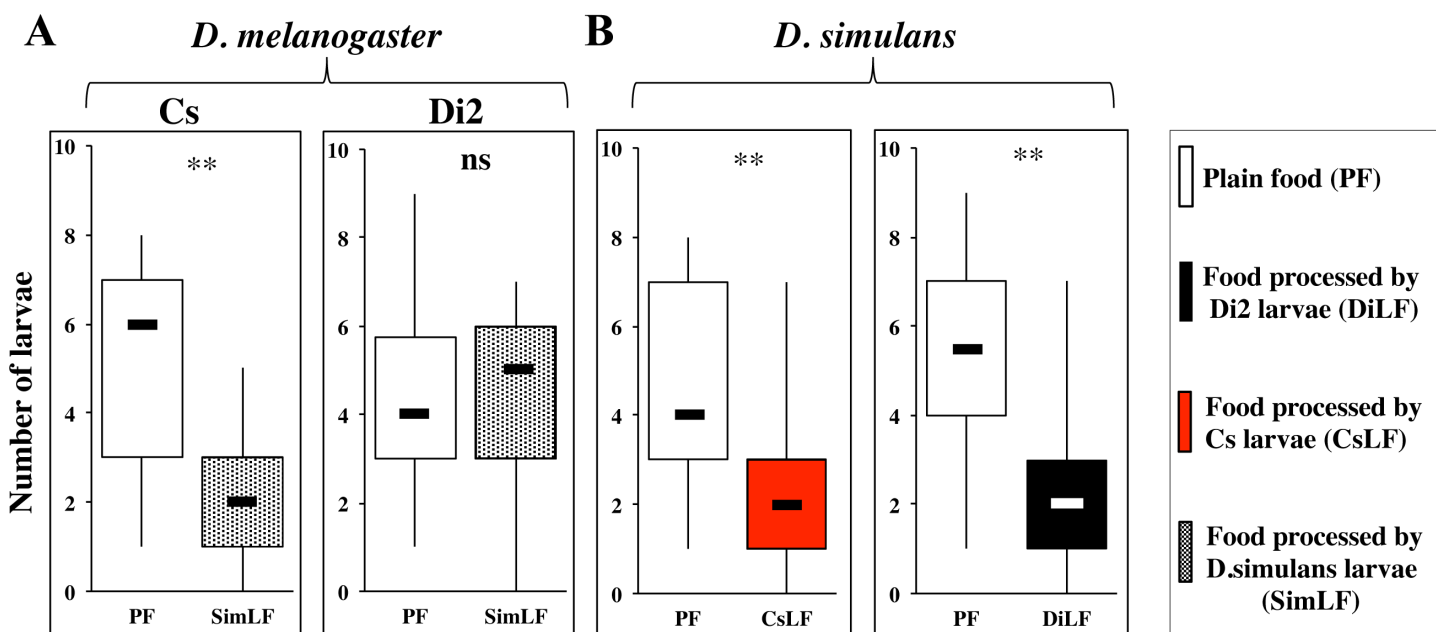 A
D. melanogaster
B
D. simulans
Cs
Di2
Number of larvae
10
8
6
4
2
0
**
PF
SimLF
10
8
6
4
2
0
ns
PF
SimLF
10
8
6
4
2
0
**
PF
CsLF
10
8
6
4
2
0
**
PF
DiLF
Plain food (PF)
Food processed by
Di2 larvae (DiLF)
Food processed by
Cs larvae (CsLF)
Food processed by
D.simulans larvae
(SimLF)